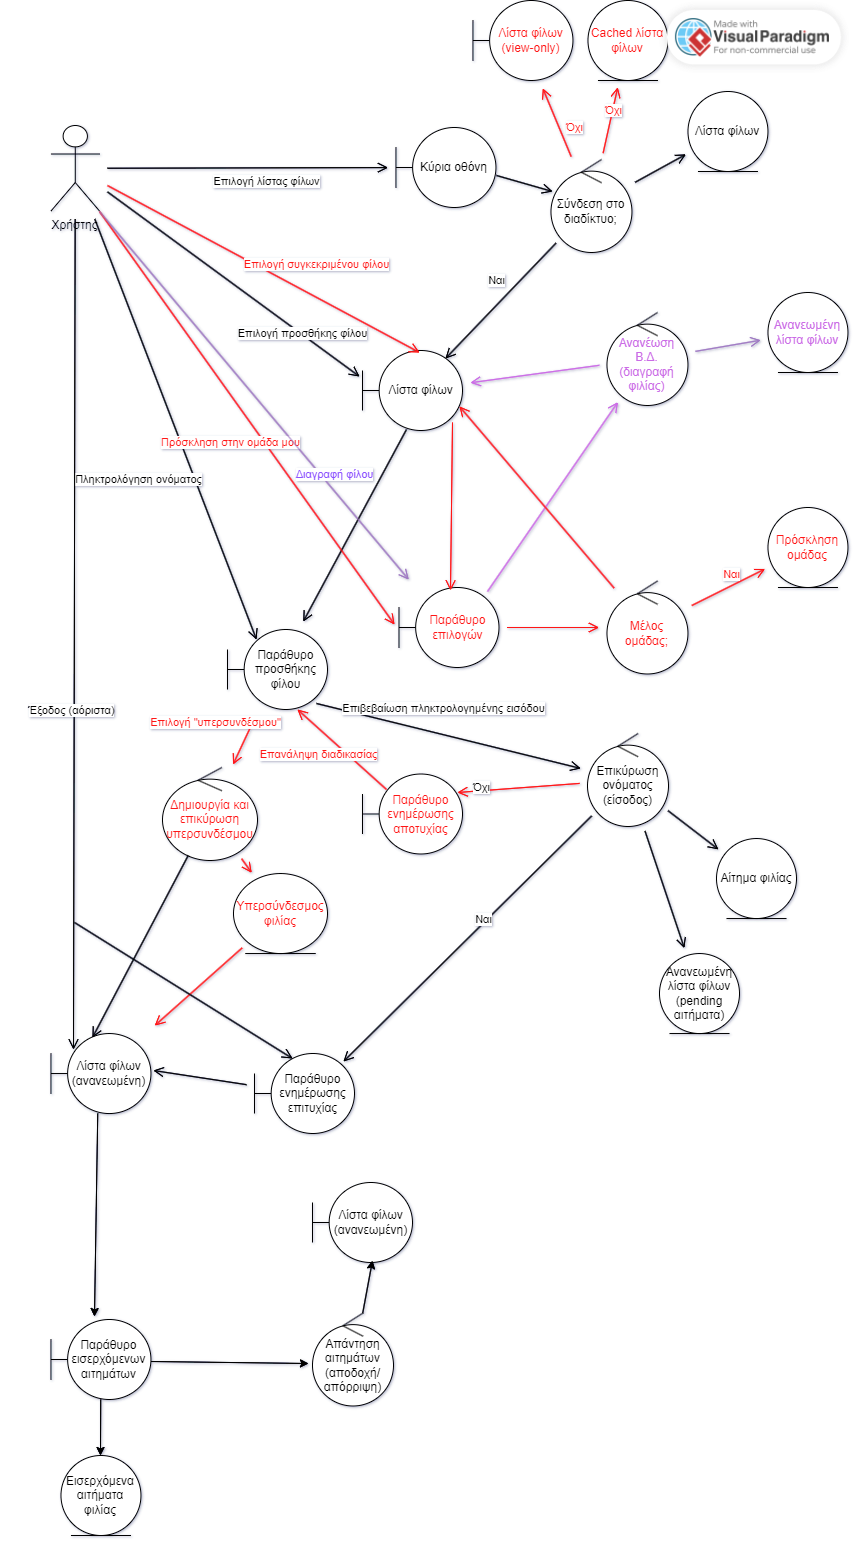 Λίστα φίλων
(view-only)
Cached λίστα
φίλων
Made with
Visual Paradigm
For non-commercial use
Όχι
Όχι
Λίστα φίλων
Κύρια οθόνη
Χρήστης
Επιλογή λίστας φίλων
Σύνδεση στο
διαδίκτυο;
Επιλογή συγκεκριμένου φίλου
Ναι
Επιλογή προσθήκης φίλου
Ανανεωμένη
λίστα φίλων
Ανανέωση
Β.Δ.
(διαγραφή
φιλίας)
Λίστα φίλων
Πρόσκληση στην ομάδα μου
Πληκτρολόγηση ονόματος
Διαγραφή φίλου
Πρόσκληση
ομάδας
Ναι
Παράθυρο
επιλογών
Μέλος
ομάδας;
Παράθυρο
προσθήκης
φίλου
Έξοδος (αόριστα)
Επιβεβαίωση πληκτρολογημένης εισόδου
Επιλογή "υπερσυνδέσμου"
Επανάληψη διαδικασίας
Επικύρωση
ονόματος
(είσοδος)
Όχι
Παράθυρο
ενημέρωσης
αποτυχίας
Δημιουργία και
επικύρωση
υπερσυνδέσμου
Αίτημα φιλίας
Υπερσύνδεσμος
φιλίας
Ναι
Ανανεωμένη
λίστα φίλων
(pending
αιτήματα)
Λίστα φίλων
(ανανεωμένη)
Παράθυρο
ενημέρωσης
επιτυχίας
Λίστα φίλων
(ανανεωμένη)
Παράθυρο
εισερχόμενων
αιτημάτων
Απάντηση
αιτημάτων
(αποδοχή/
απόρριψη)
Εισερχόμενα
αιτήματα
φιλίας